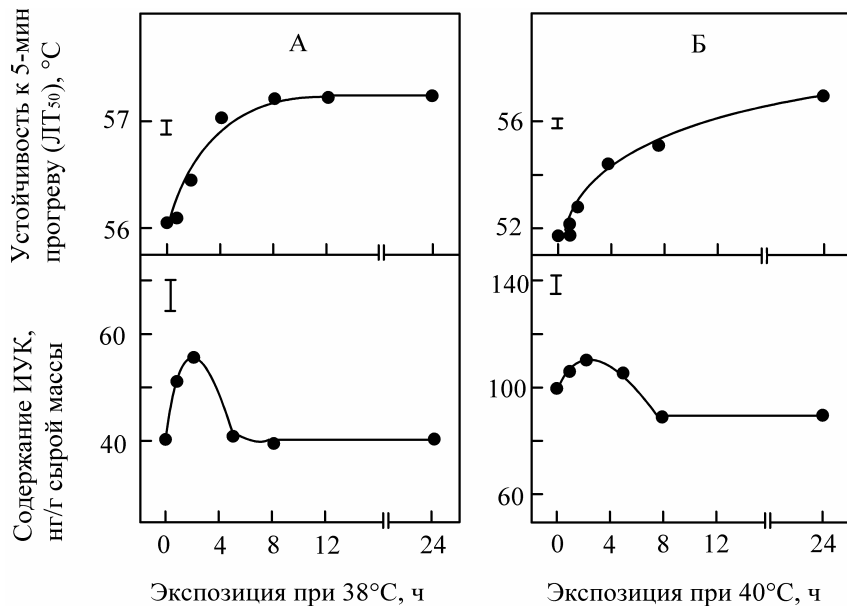 А
Б
Устойчивость к 5-мин
прогреву (ЛТ50), °С
57
56
56
52
Содержание ИУК,
нг/г сырой массы
60
40
140
100
60
0 4 8 12 24
0 4 8 12 24
Экспозиция при 38°С, ч
Экспозиция при 40°С, ч